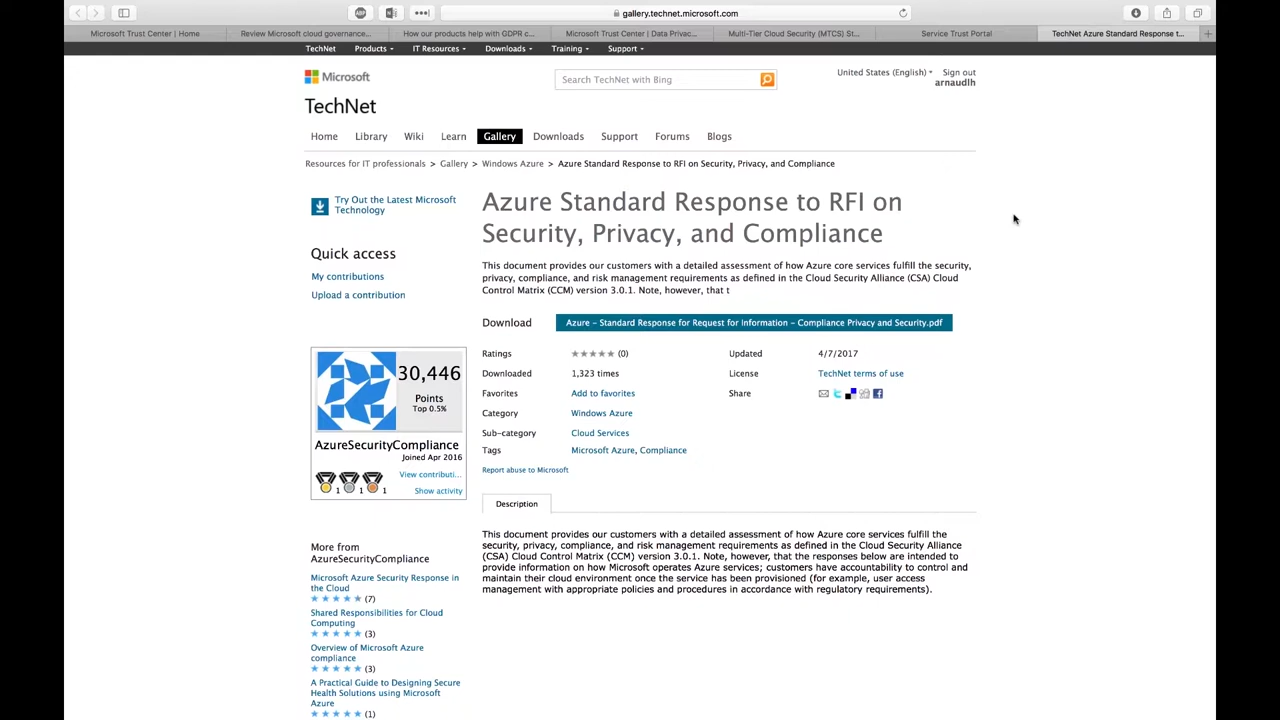 gallery.technet.microsoft.com
Microsoft Trust Center | Home
Review Microsoft cloud governance...
How our products help with GDPR c...
Microsoft Trust Center | Data Privac...
Multi-Tier Cloud Security (MTCS) St...
Service Trust Portal
TechNet Azure Standard Response t...
TechNet
Products
IT Resources
Downloads
Training
Support
Microsoft
Search TechNet with Bing
United States (English)
Sign out
arnaudlh
TechNet
Home
Library
Wiki
Learn
Gallery
Downloads
Support
Forums
Blogs
Resources for IT professionals > Gallery > Windows Azure > Azure Standard Response to RFI on Security, Privacy, and Compliance
Try Out the Latest Microsoft
Technology
Quick access
My contributions
Upload a contribution
30,446
Points
Top 0.5%
AzureSecurityCompliance
Joined Apr 2016
1 1 1
View contributi...
Show activity
More from
AzureSecurityCompliance
Microsoft Azure Security Response in
the Cloud
(7)
Shared Responsibilities for Cloud
Computing
(3)
Overview of Microsoft Azure
compliance
(3)
A Practical Guide to Designing Secure
Health Solutions using Microsoft
Azure
(1)
Azure Standard Response to RFI on
Security, Privacy, and Compliance
This document provides our customers with a detailed assessment of how Azure core services fulfill the security,
privacy, compliance, and risk management requirements as defined in the Cloud Security Alliance (CSA) Cloud
Control Matrix (CCM) version 3.0.1. Note, however, that t
Download
Azure – Standard Response for Request for Information – Compliance Privacy and Security.pdf
Ratings
(0)
Updated
4/7/2017
Downloaded
1,323 times
License
TechNet terms of use
Favorites
Add to favorites
Share
Category
Windows Azure
Sub-category
Cloud Services
Tags
Microsoft Azure, Compliance
Report abuse to Microsoft
Description
This document provides our customers with a detailed assessment of how Azure core services fulfill the
security, privacy, compliance, and risk management requirements as defined in the Cloud Security Alliance
(CSA) Cloud Control Matrix (CCM) version 3.0.1. Note, however, that the responses below are intended to
provide information on how Microsoft operates Azure services; customers have accountability to control and
maintain their cloud environment once the service has been provisioned (for example, user access
management with appropriate policies and procedures in accordance with regulatory requirements).